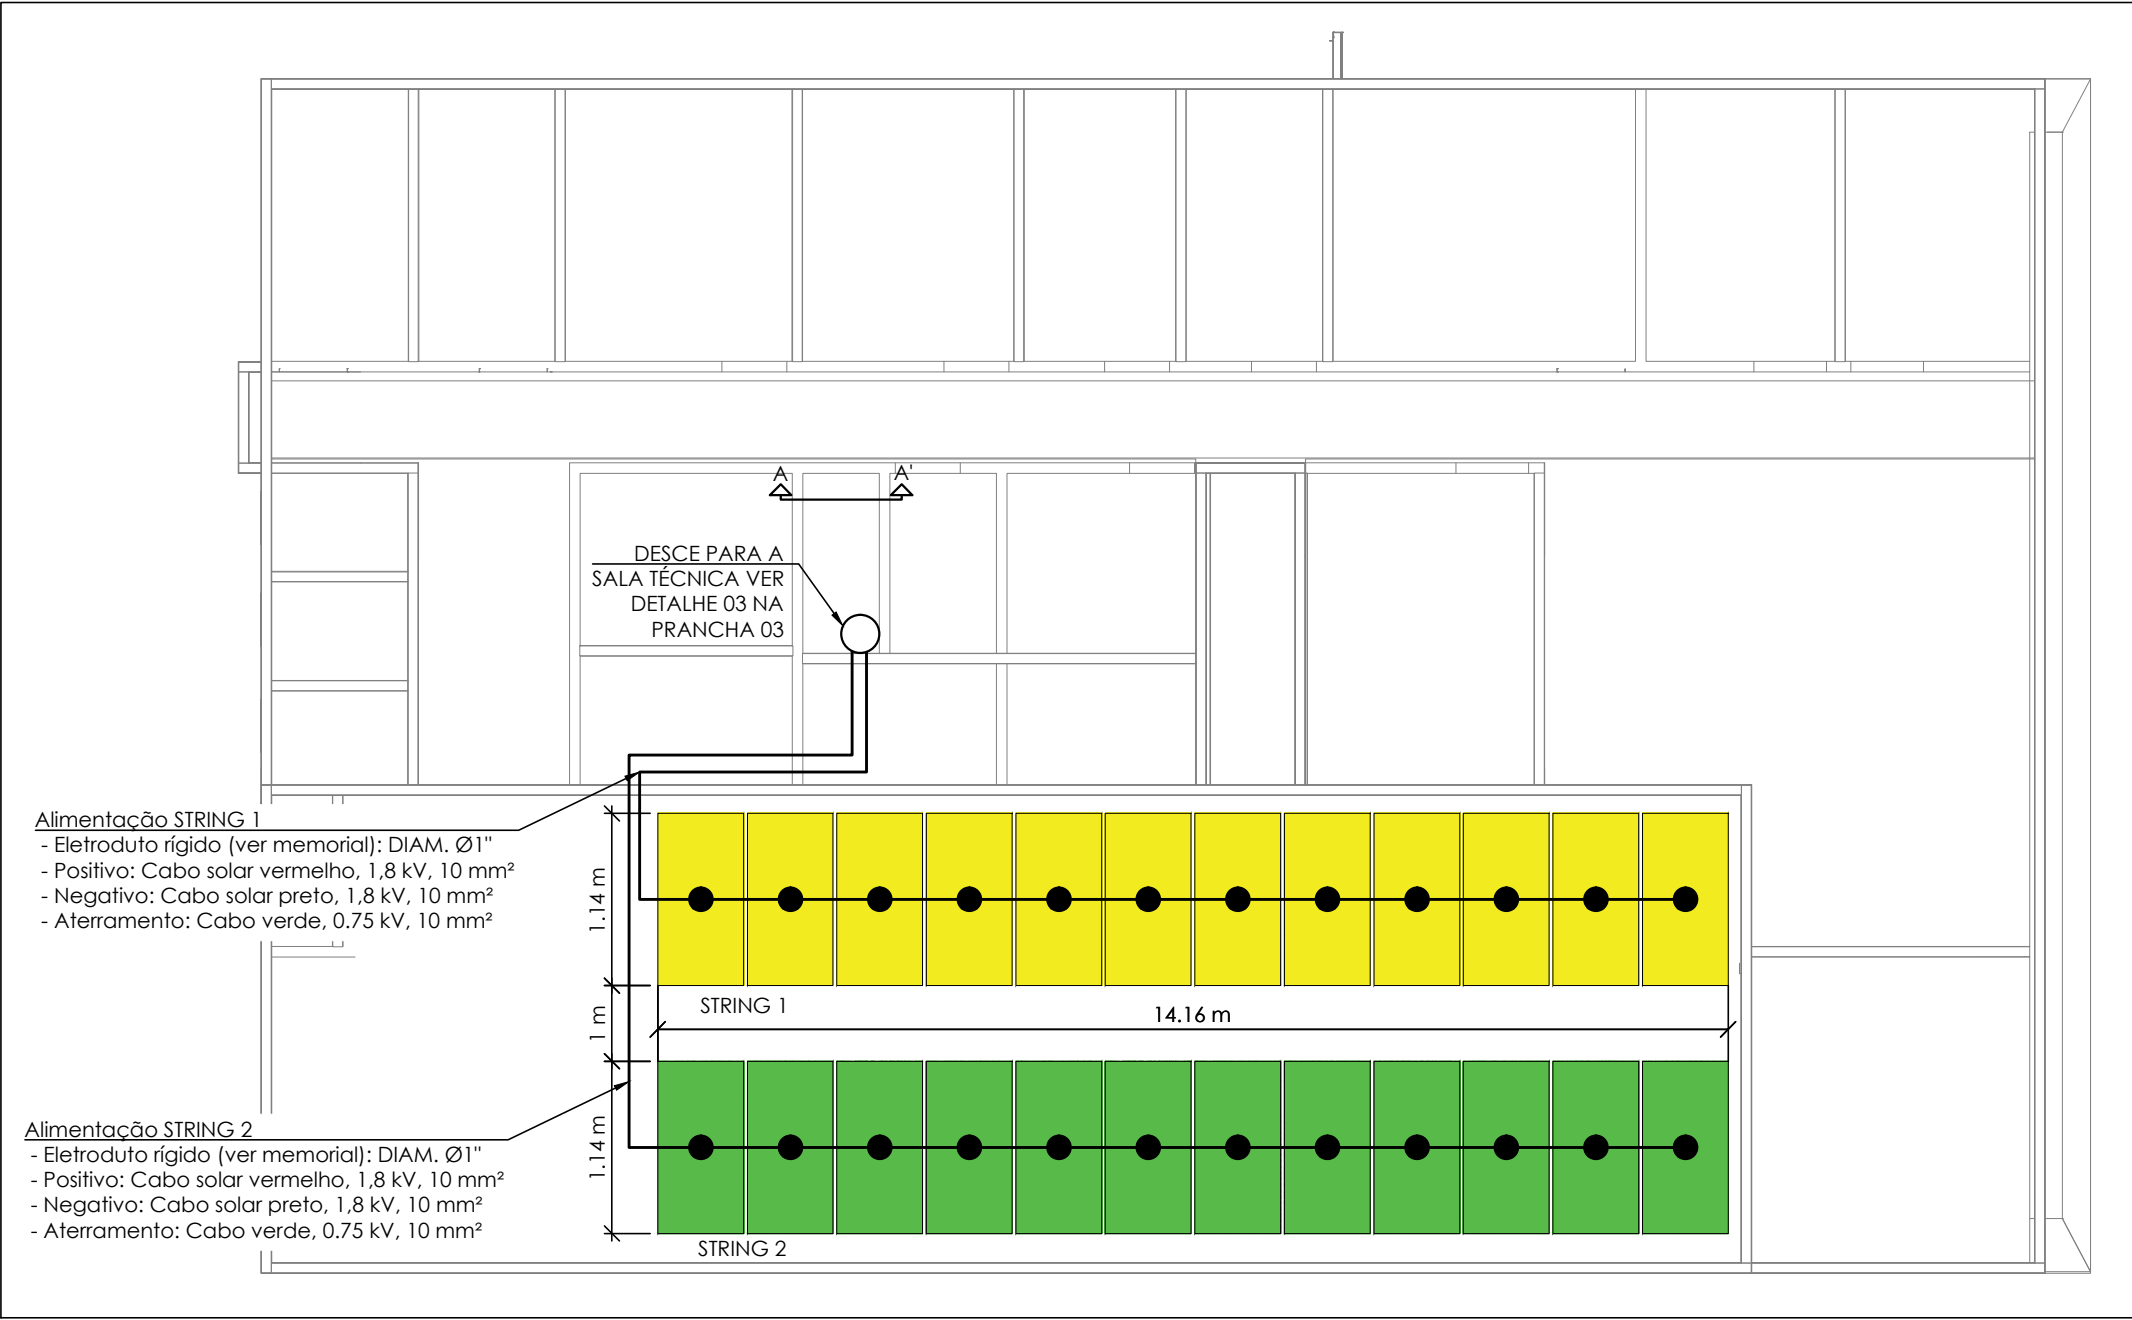 A
A'
DESCE PARA A
SALA TÉCNICA VER
DETALHE 03 NA
PRANCHA 03
Alimentação STRING 1
- Eletroduto rígido (ver memorial): DIAM. Ø1"
- Positivo: Cabo solar vermelho, 1,8 kV, 10 mm²
- Negativo: Cabo solar preto, 1,8 kV, 10 mm²
- Aterramento: Cabo verde, 0.75 kV, 10 mm²
1.14 m
STRING 1
1 m
14.16 m
Alimentação STRING 2
- Eletroduto rígido (ver memorial): DIAM. Ø1"
- Positivo: Cabo solar vermelho, 1,8 kV, 10 mm²
- Negativo: Cabo solar preto, 1,8 kV, 10 mm²
- Aterramento: Cabo verde, 0.75 kV, 10 mm²
1.14 m
STRING 2